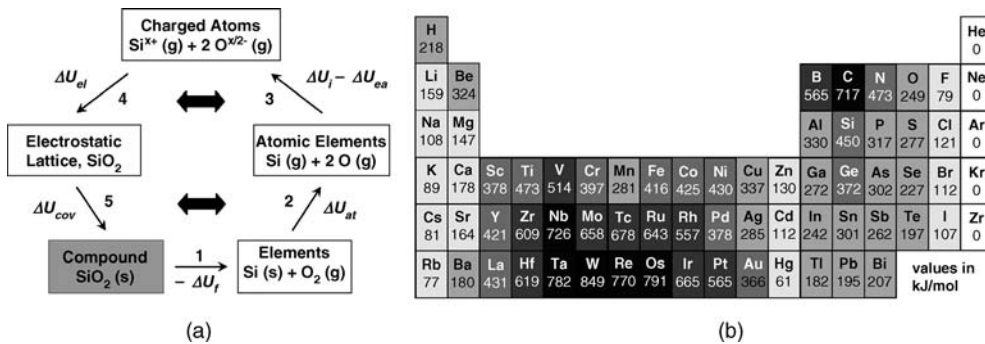 Charged Atoms
Si^{x+} (g) + 2 O^{x/2-} (g)
ΔU_{el}
4
3
ΔU_i – ΔU_{ea}
Electrostatic
Lattice, SiO₂
Atomic Elements
Si (g) + 2 O (g)
ΔU_{cov}
5
2
ΔU_{at}
Compound
SiO₂ (s)
1
– ΔU_f
Elements
Si (s) + O₂ (g)
(a)
H He
218 0
Li Be B C N O F Ne
159 324 565 717 473 249 79 0
Na Mg Al Si P S Cl Ar
108 147 330 450 317 277 121 0
K Ca Sc Ti V Cr Mn Fe Co Ni Cu Zn Ga Ge As Se Br Kr
89 178 378 473 514 397 281 416 425 430 337 130 272 372 302 227 112 0
Cs Sr Y Zr Nb Mo Tc Ru Rh Pd Ag Cd In Sn Sb Te I Zr
81 164 421 609 726 658 678 643 557 378 285 112 242 301 262 197 107 0
Rb Ba La Hf Ta W Re Os Ir Pt Au Hg Tl Pb Bi
77 180 431 619 782 849 770 791 665 565 366 61 182 195 207
values in
kJ/mol
(b)